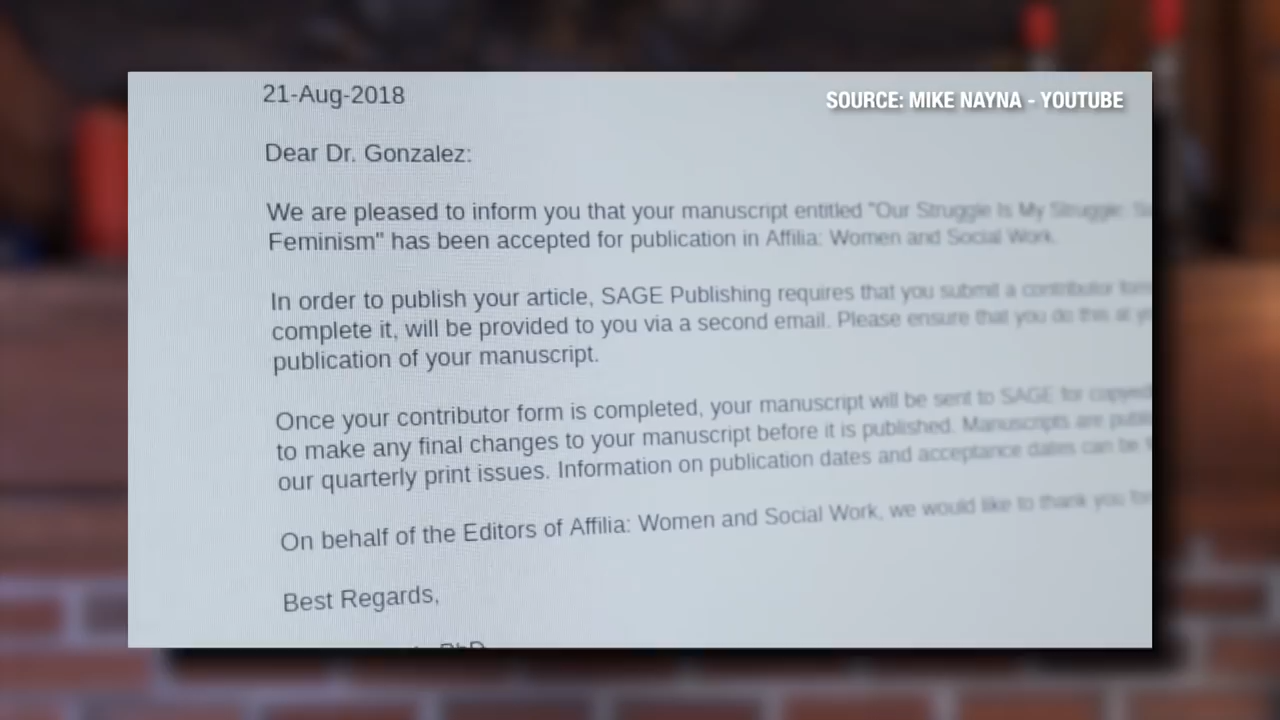 21-Aug-2018
SOURCE: MIKE NAYNA - YOUTUBE
Dear Dr. Gonzalez:
We are pleased to inform you that your manuscript entitled "Our Struggle Is My Struggle:
Feminism" has been accepted for publication in Affilia: Women and Social Work.
In order to publish your article, SAGE Publishing requires that you submit a contributor
complete it, will be provided to you via a second email. Please ensure that you do this at
publication of your manuscript.
Once your contributor form is completed, your manuscript will be sent to SAGE for
to make any final changes to your manuscript before it is published. Manuscripts are
our quarterly print issues. Information on publication dates and acceptance dates can be
On behalf of the Editors of Affilia: Women and Social Work, we would like to thank you
Best Regards,
PhD